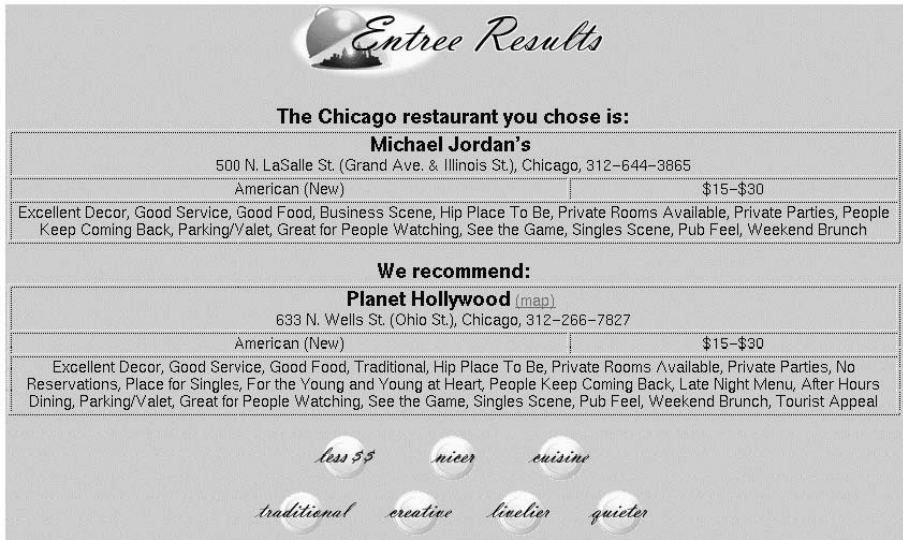 Entree Results
The Chicago restaurant you chose is:
Michael Jordan's
500 N. LaSalle St. (Grand Ave. & Illinois St.), Chicago, 312-644-3865
American (New) $15-$30
Excellent Decor, Good Service, Good Food, Business Scene, Hip Place To Be, Private Rooms Available, Private Parties, People
Keep Coming Back, Parking/Valet, Great for People Watching, See the Game, Singles Scene, Pub Feel, Weekend Brunch
We recommend:
Planet Hollywood (map)
633 N. Wells St. (Ohio St.), Chicago, 312-266-7827
American (New) $15-$30
Excellent Decor, Good Service, Good Food, Traditional, Hip Place To Be, Private Rooms Available, Private Parties, No
Reservations, Place for Singles, For the Young and Young at Heart, People Keep Coming Back, Late Night Menu, After Hours
Dining, Parking/Valet, Great for People Watching, See the Game, Singles Scene, Pub Feel, Weekend Brunch, Tourist Appeal
less $$ nicer cuisine
traditional creative livelier quieter